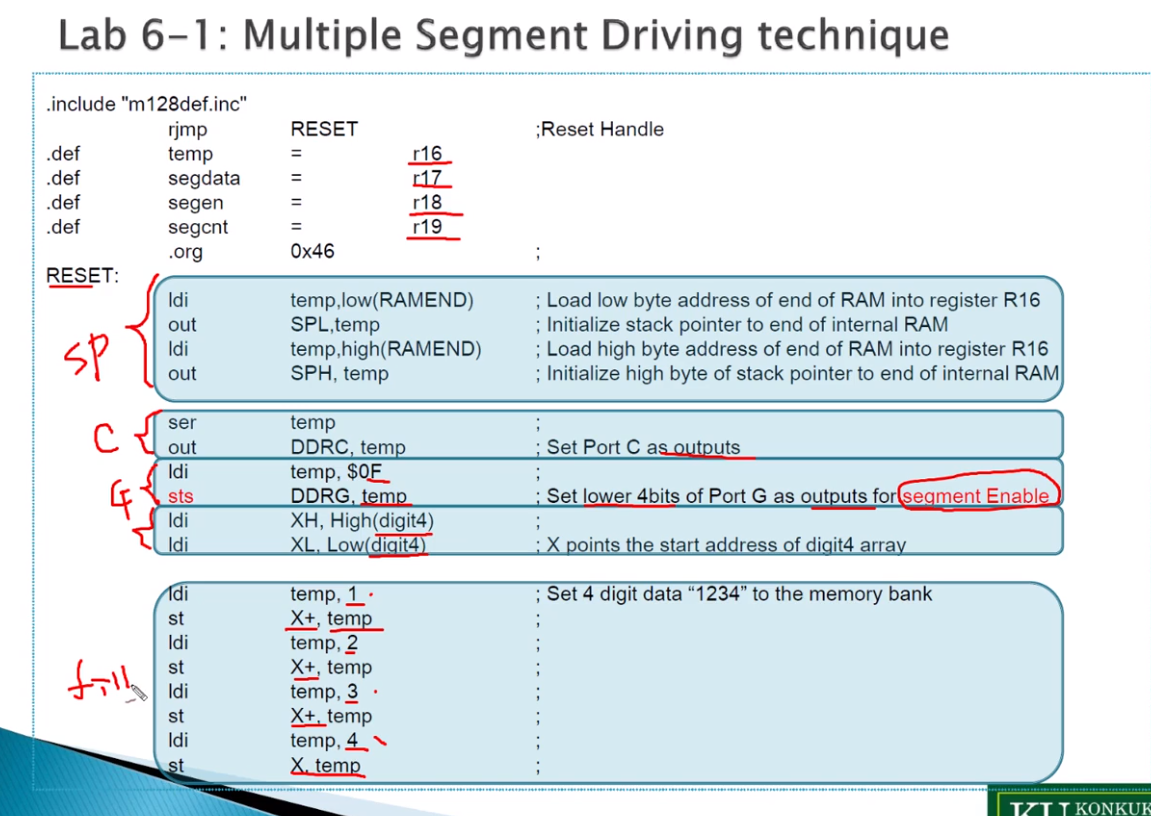 Lab 6-1: Multiple Segment Driving technique
.include "m128def.inc"
rjmp RESET ;Reset Handle
.def temp = r16
.def segdata = r17
.def segen = r18
.def segcnt = r19
.org 0x46 ;
RESET:
ldi temp,low(RAMEND) ; Load low byte address of end of RAM into register R16
out SPL,temp ; Initialize stack pointer to end of internal RAM
ldi temp,high(RAMEND) ; Load high byte address of end of RAM into register R16
out SPH, temp ; Initialize high byte of stack pointer to end of internal RAM
SP
ser temp ;
out DDRC, temp ; Set Port C as outputs
C
ldi temp, $0F ;
sts DDRG, temp ; Set lower 4bits of Port G as outputs for segment Enable
G
ldi XH, High(digit4) ;
ldi XL, Low(digit4) ; X points the start address of digit4 array
ldi temp, 1 ; Set 4 digit data “1234” to the memory bank
st X+, temp ;
ldi temp, 2 ;
st X+, temp ;
ldi temp, 3 ;
st X+, temp ;
ldi temp, 4 ;
st X, temp ;
fill
KU KONKUK